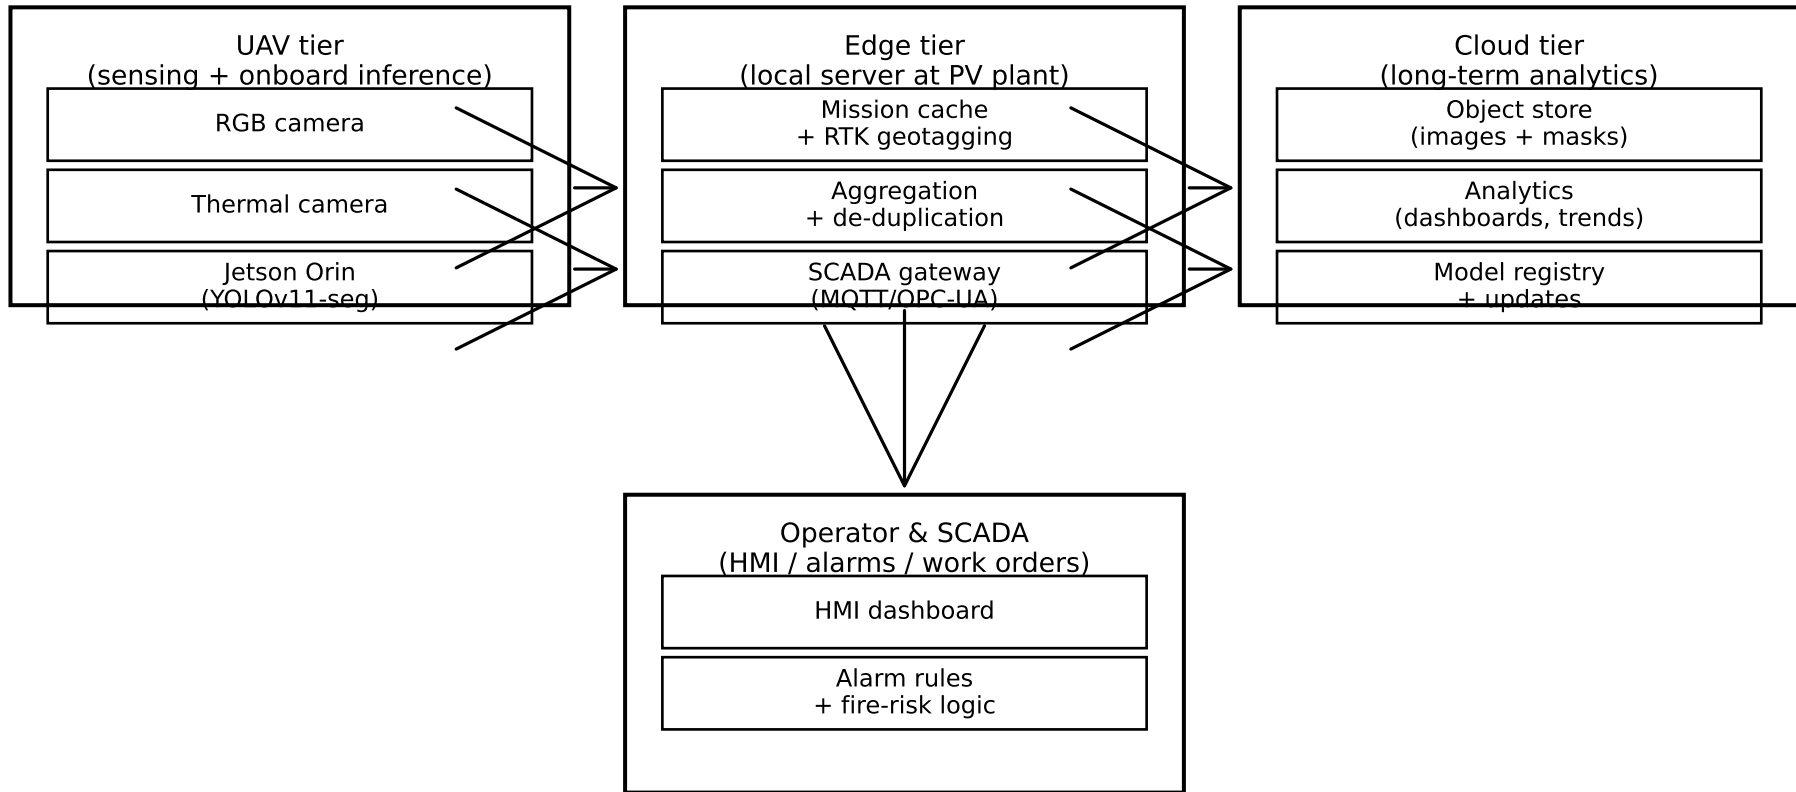 UAV tier
(sensing + onboard inference)
RGB camera
Thermal camera
Jetson Orin
(YOLOv11-seg)
Edge tier
(local server at PV plant)
Mission cache
+ RTK geotagging
Aggregation
+ de-duplication
SCADA gateway
(MQTT/OPC-UA)
Cloud tier
(long-term analytics)
Object store
(images + masks)
Analytics
(dashboards, trends)
Model registry
+ updates
Operator & SCADA
(HMI / alarms / work orders)
HMI dashboard
Alarm rules
+ fire-risk logic